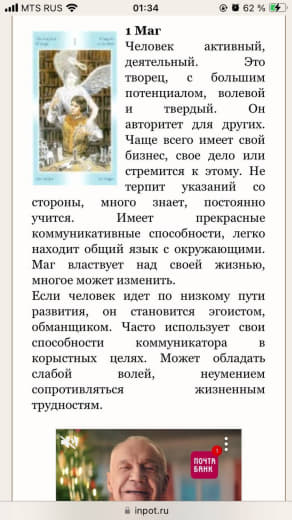 MTS RUS
01:34
62 %
1 Маг
Человек активный,
деятельный. Это
творец, с большим
потенциалом, волевой
и твердый. Он
авторитет для других.
Чаще всего имеет свой
бизнес, свое дело или
стремится к этому. Не
терпит указаний со
стороны, много знает, постоянно
учится. Имеет прекрасные
коммуникативные способности, легко
находит общий язык с окружающими.
Маг властвует над своей жизнью,
многое может изменить.
Если человек идет по низкому пути
развития, он становится эгоистом,
обманщиком. Часто использует свои
способности коммуникатора в
корыстных целях. Может обладать
слабой волей, неумением
сопротивляться жизненным
трудностям.
ПОЧТА
БАНК
inpot.ru